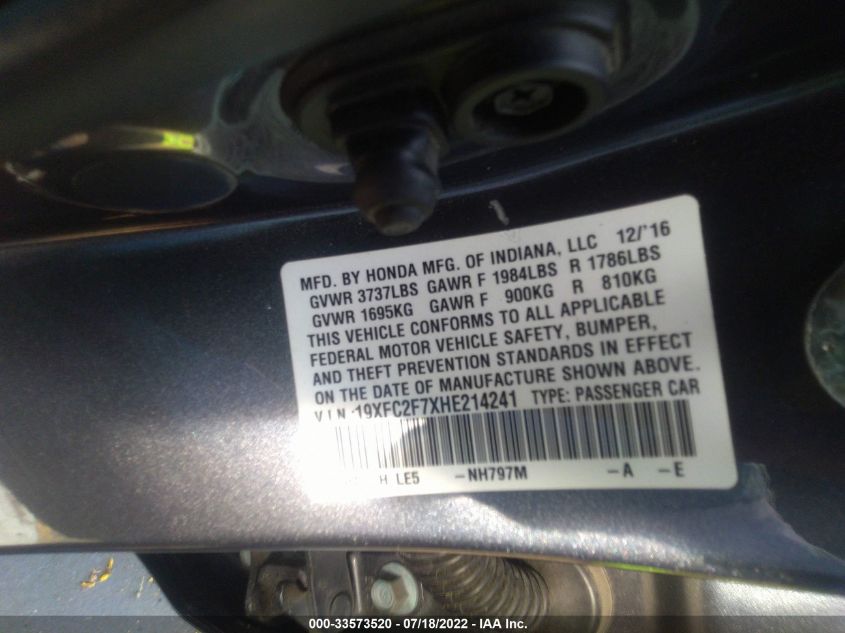 MFD. BY HONDA MFG. OF INDIANA, LLC 12/'16
GVWR 3737LBS GAWR F 1984LBS R 1786LBS
GVWR 1695KG GAWR F 900KG R 810KG
THIS VEHICLE CONFORMS TO ALL APPLICABLE
FEDERAL MOTOR VEHICLE SAFETY, BUMPER,
AND THEFT PREVENTION STANDARDS IN EFFECT
ON THE DATE OF MANUFACTURE SHOWN ABOVE.
V.I.N.:19XFC2F7XHE214241 TYPE: PASSENGER CAR
H LE5 -NH797M -A -E
000-33573520 - 07/18/2022 - IAA Inc.